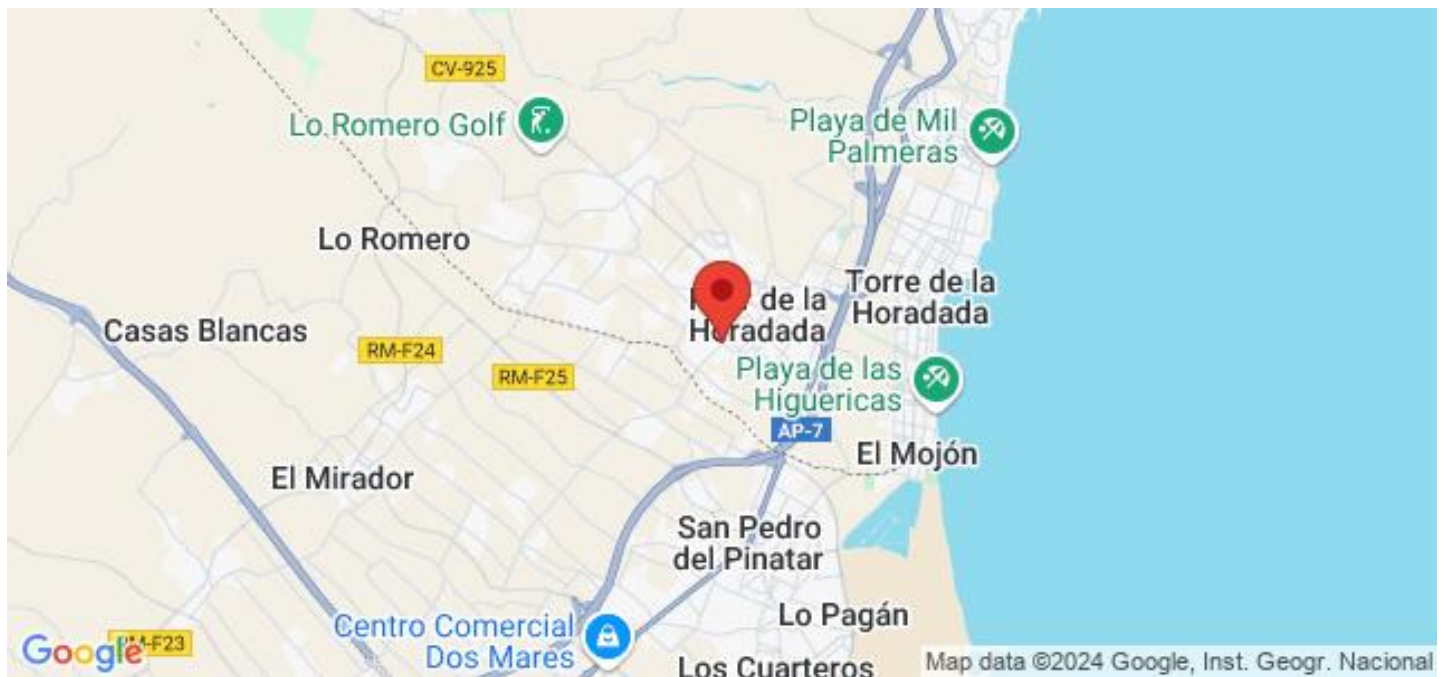 CV-925
Lo Romero Golf
Playa de Mil
Palmeras
Lo Romero
de la
Horadada
Torre de la
Horadada
Casas Blancas
RM-F24
RM-F25
Playa de las
Higuericas
AP-7
El Mojón
El Mirador
San Pedro
del Pinatar
Lo Pagán
Centro Comercial
Dos Mares
Los Cuarteros
Google
Map data ©2024 Google, Inst. Geogr. Nacional